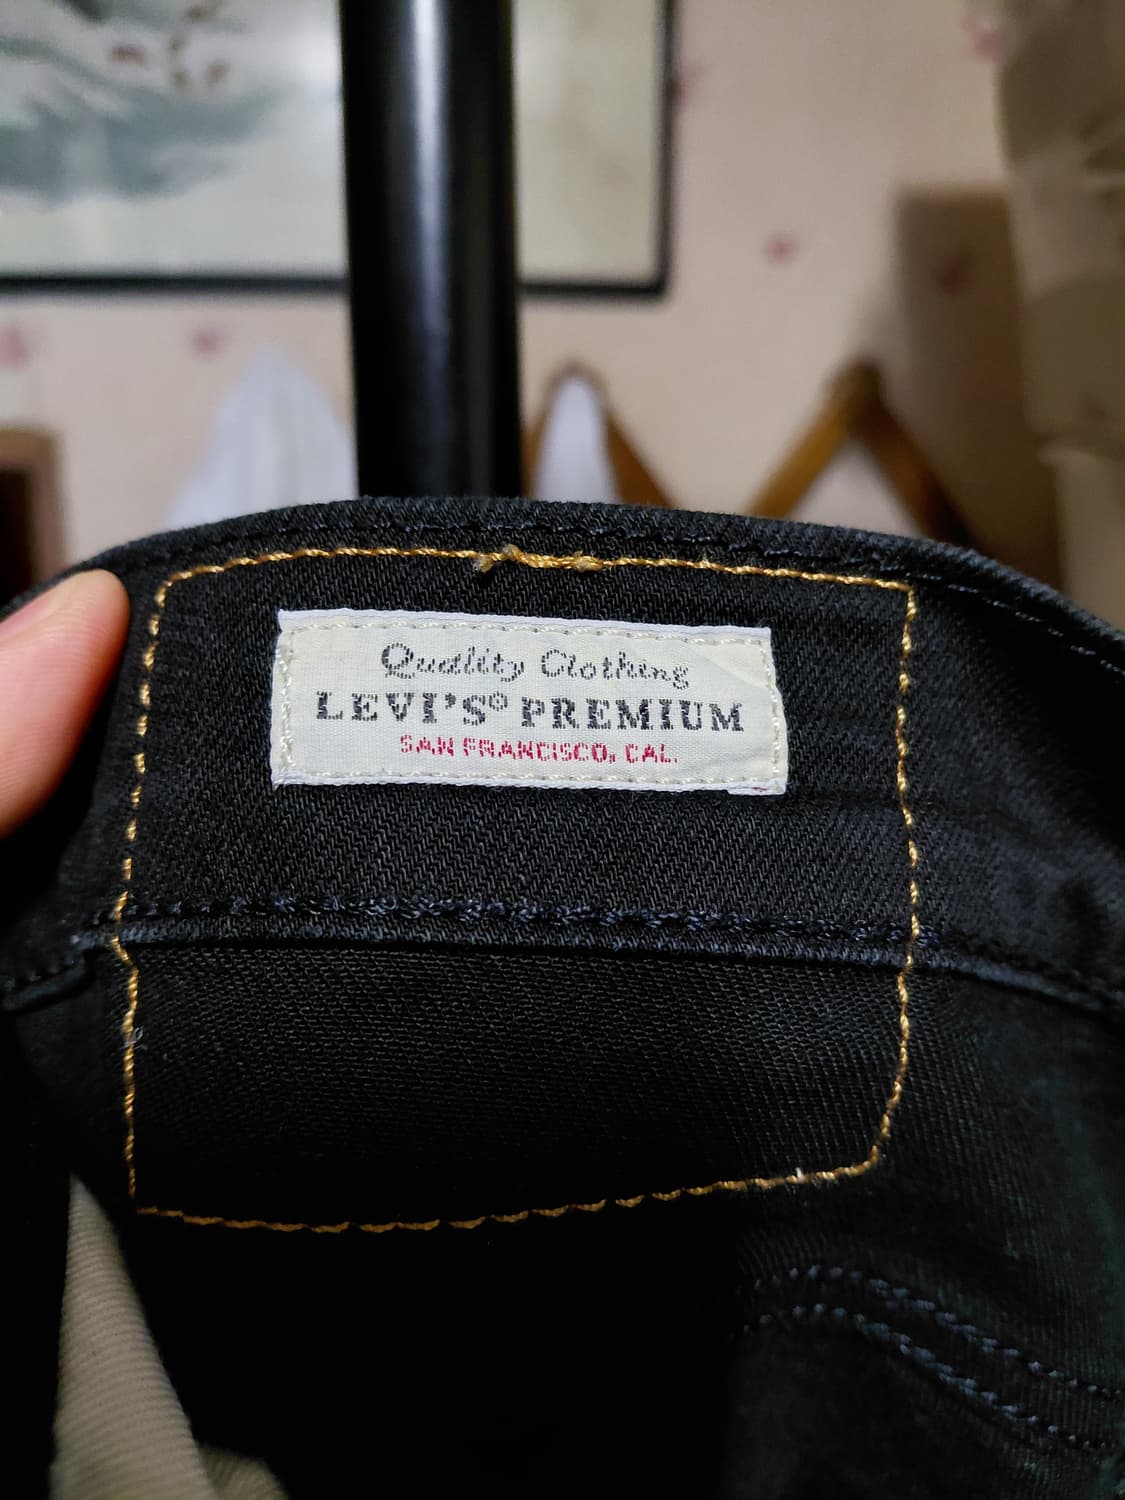 Quality Clothing
LEVI'S® PREMIUM
SAN FRANCISCO, CAL.